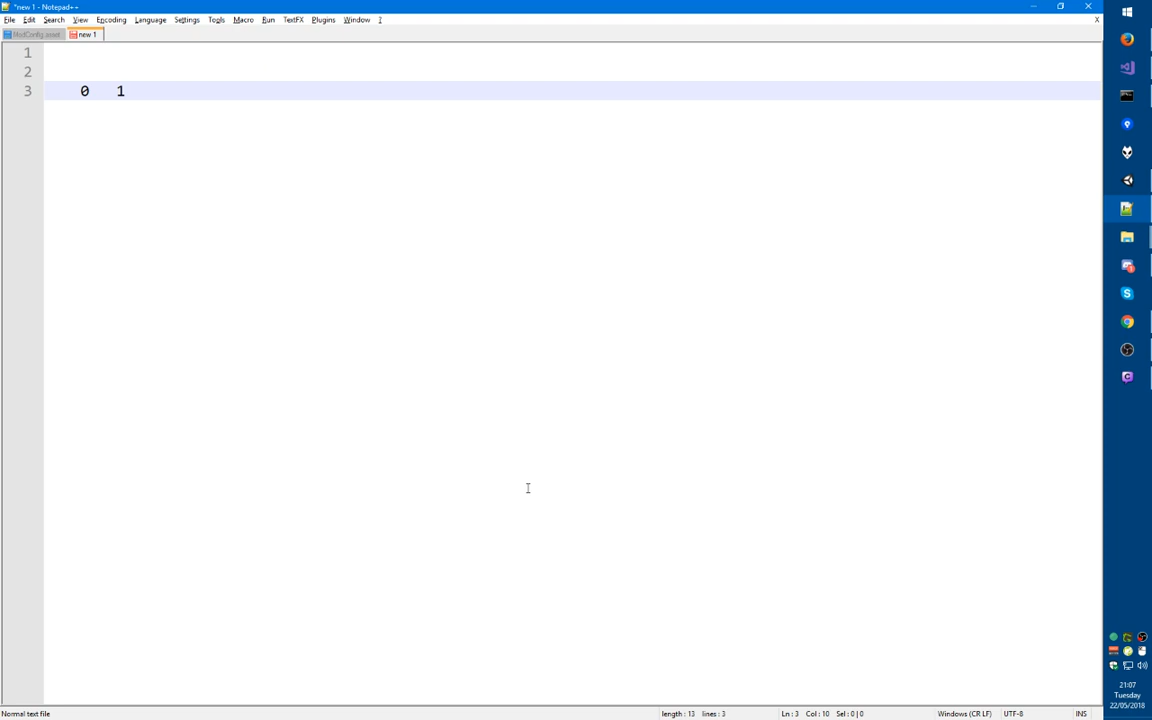 *new 1 - Notepad++
File Edit Search View Encoding Language Settings Tools Macro Run TextFX Plugins Window ? X
ModConfig.asset new 1
1
2
3 0 1
Normal text file length : 13 lines : 3 Ln : 3 Col : 10 Sel : 0 | 0 Windows (CR LF) UTF-8 INS
21:07
Tuesday
22/05/2018